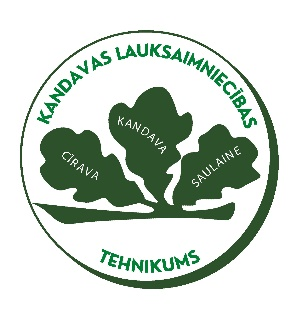 KANDAVAS LAUKSAIMNIECĪBAS
KANDAVA
CĪRAVA
SAULAINE
TEHNIKUMS